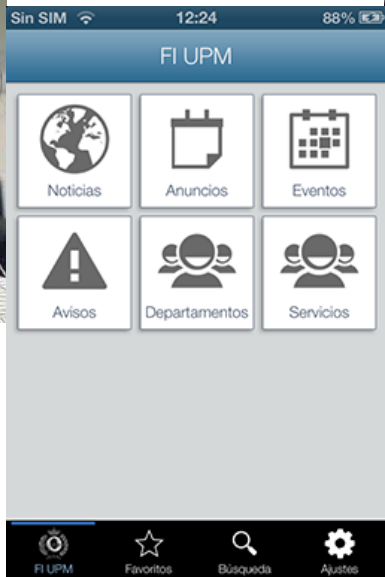 Sin SIM 12:24 88%
FI UPM
Noticias Anuncios Eventos
Avisos Departamentos Servicios
FI UPM Favoritos Búsqueda Ajustes